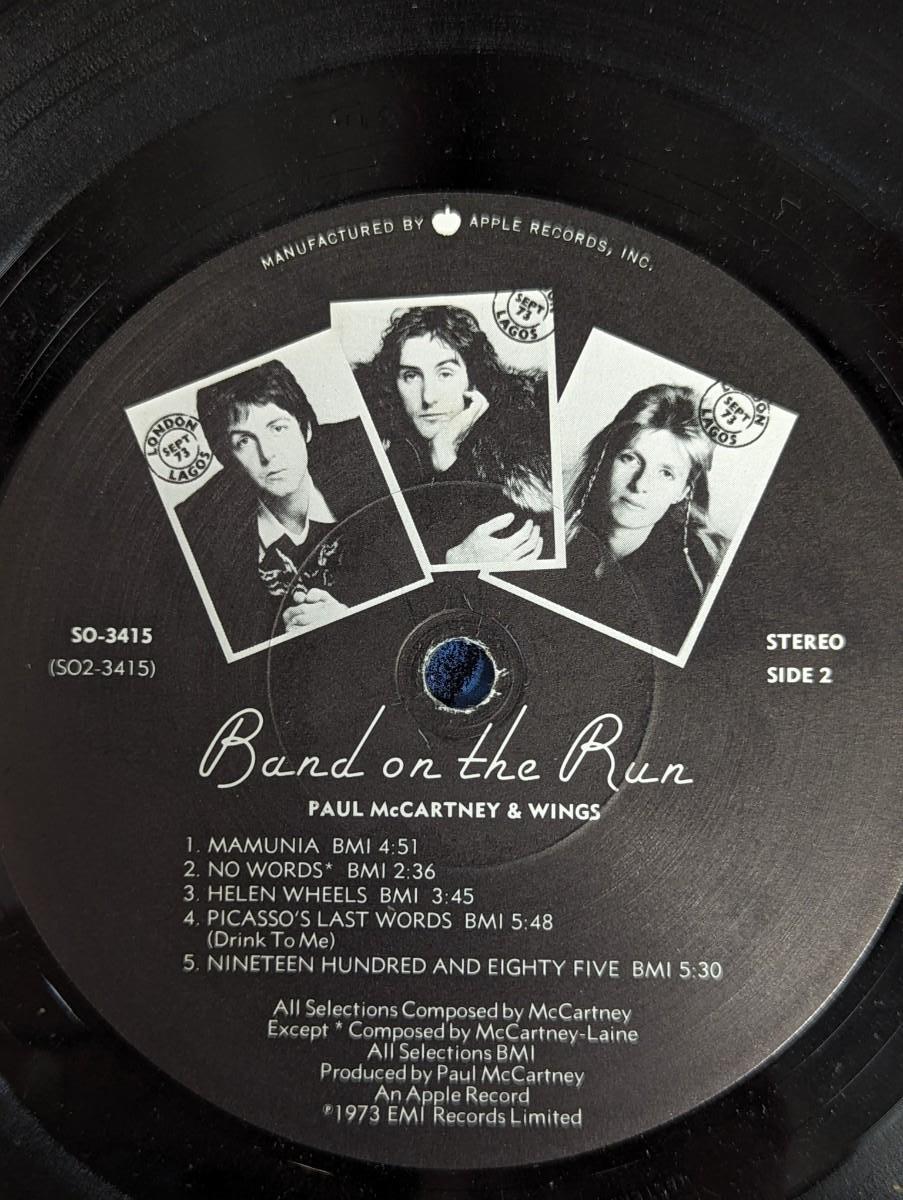 MANUFACTURED BY APPLE RECORDS, INC.
LONDON
SEPT
73
LAGOS
SEPT
73
LAGOS
SEPT
73
LAGOS
SO-3415
(SO2-3415)
STEREO
SIDE 2
Band on the Run
PAUL McCARTNEY & WINGS
1. MAMUNIA BMI 4:51
2. NO WORDS* BMI 2:36
3. HELEN WHEELS BMI 3:45
4. PICASSO'S LAST WORDS BMI 5:48
(Drink To Me)
5. NINETEEN HUNDRED AND EIGHTY FIVE BMI 5:30
All Selections Composed by McCartney
Except * Composed by McCartney-Laine
All Selections BMI
Produced by Paul McCartney
An Apple Record
℗1973 EMI Records Limited